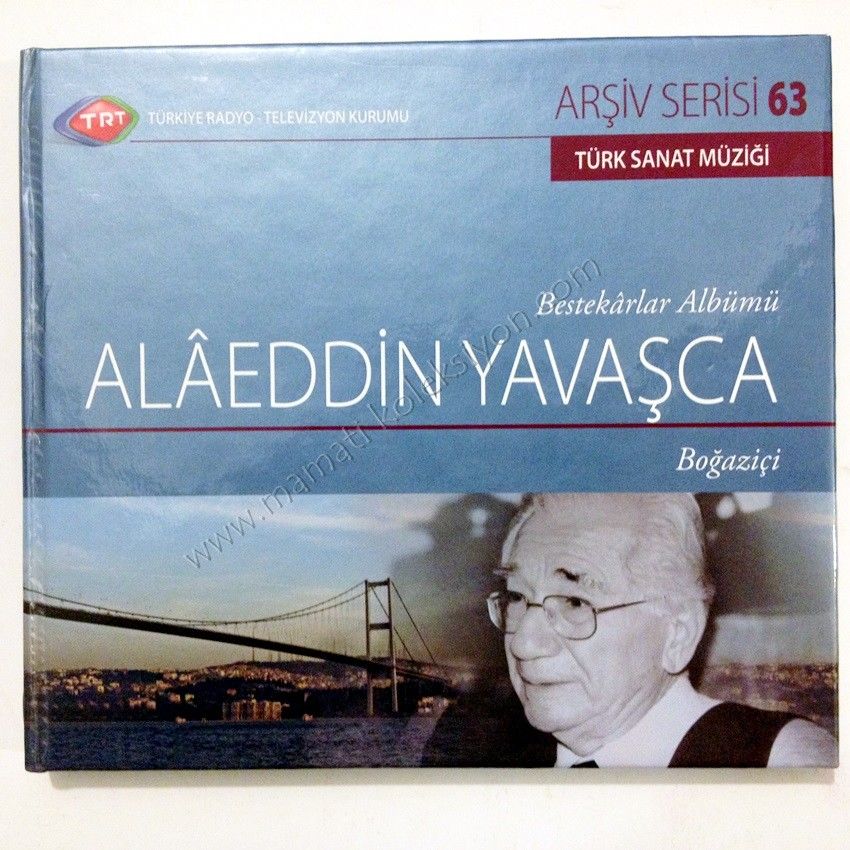 TRT
TÜRKİYE RADYO - TELEVİZYON KURUMU
ARŞİV SERİSİ 63
TÜRK SANAT MÜZİĞİ
Bestekârlar Albümü
ALÂEDDİN YAVAŞCA
Boğaziçi
www.mamatikoleksiyon.com